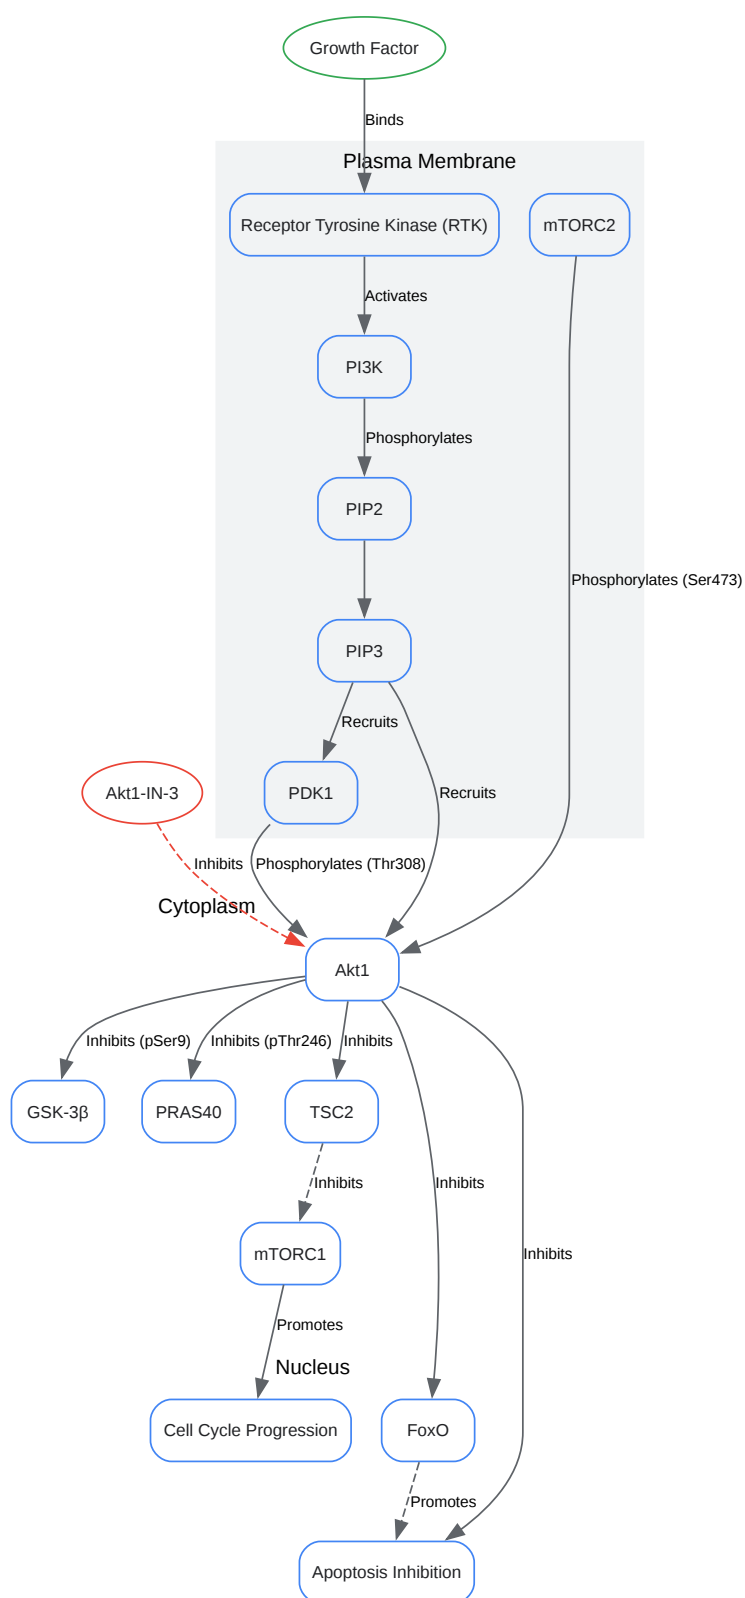 Growth Factor
Binds
Plasma Membrane
Receptor Tyrosine Kinase (RTK)
mTORC2
Activates
PI3K
Phosphorylates
PIP2
Phosphorylates (Ser473)
PIP3
Recruits
Akt1-IN-3
PDK1
Recruits
Inhibits
Phosphorylates (Thr308)
Cytoplasm
Akt1
Inhibits (pSer9)
Inhibits (pThr246)
Inhibits
GSK-3β
PRAS40
TSC2
Inhibits
Inhibits
mTORC1
Inhibits
Promotes
Nucleus
Cell Cycle Progression
FoxO
Promotes
Apoptosis Inhibition